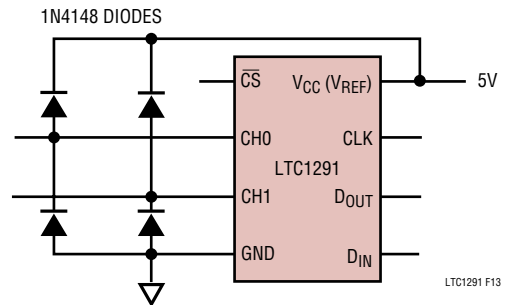 1N4148 DIODES
CS VCC (VREF) 5V
CH0 CLK
LTC1291
CH1 DOUT
GND DIN
LTC1291 F13